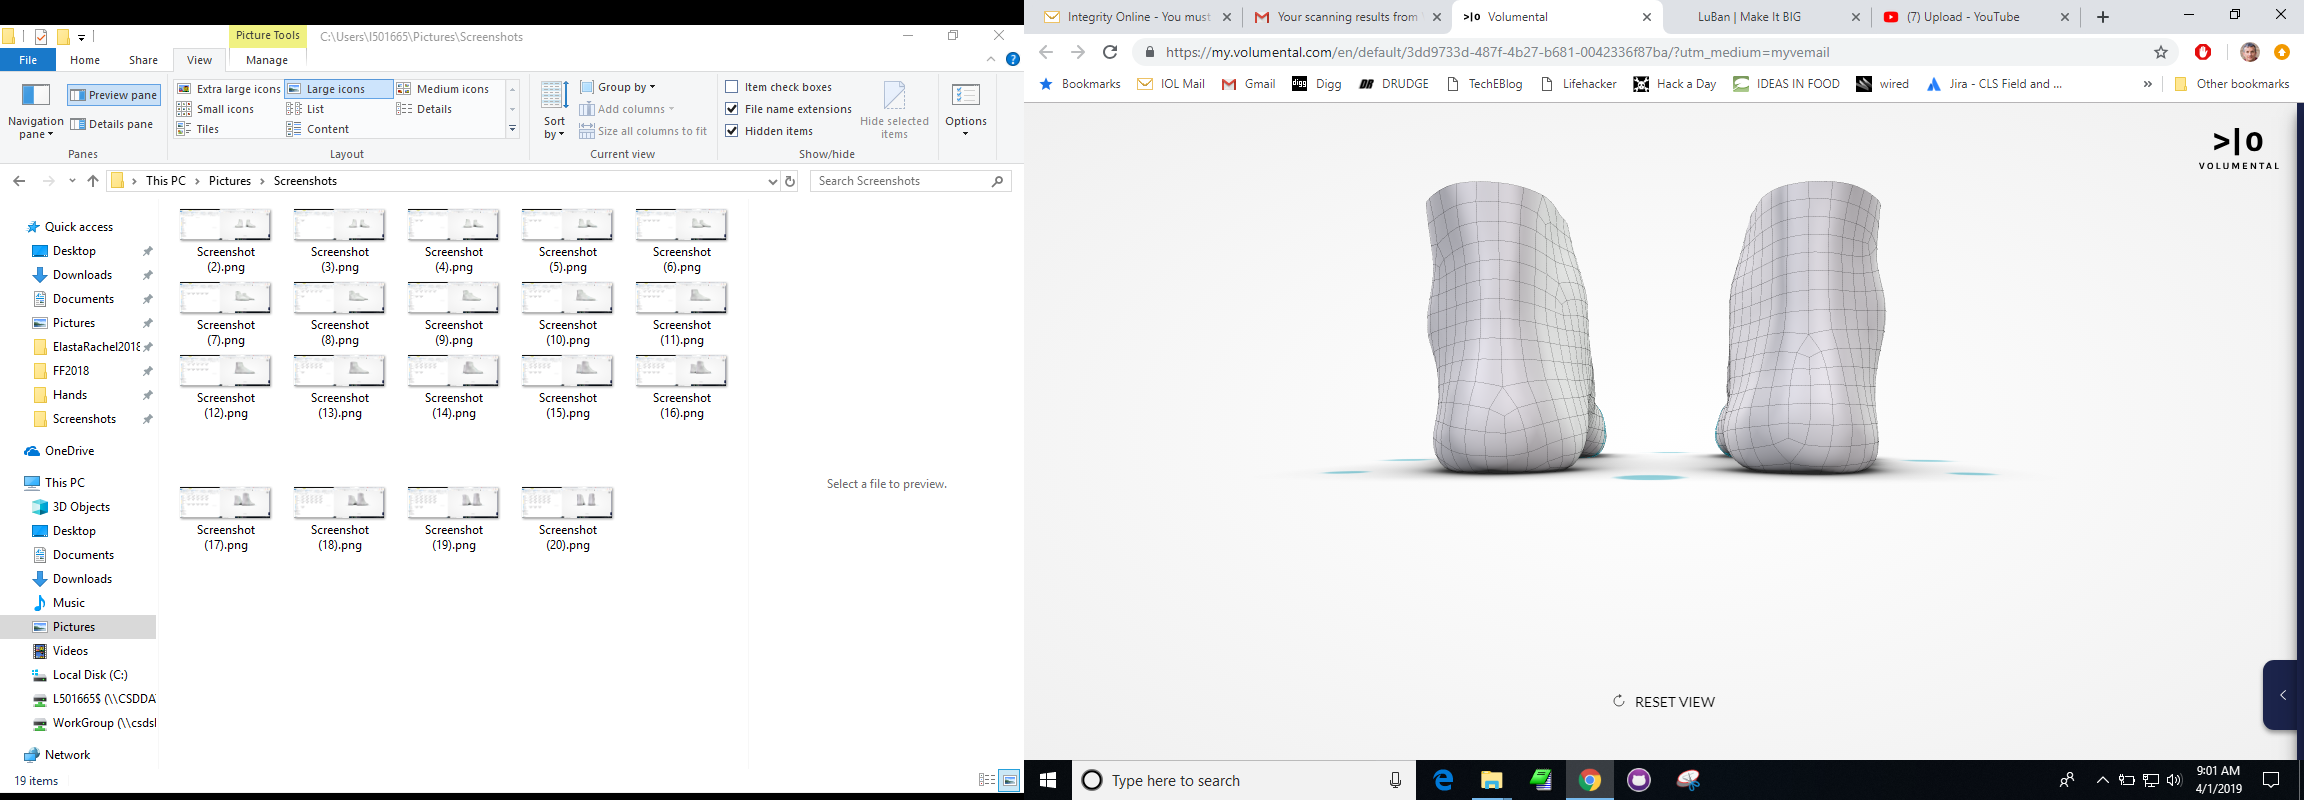 Picture Tools
C:\Users\I501665\Pictures\Screenshots
File
Home
Share
View
Manage
Navigation pane
Preview pane
Details pane
Panes
Extra large icons
Large icons
Medium icons
Small icons
List
Details
Tiles
Content
Layout
Sort by
Group by
Add columns
Size all columns to fit
Current view
Item check boxes
File name extensions
Hidden items
Hide selected items
Show/hide
Options
This PC
Pictures
Screenshots
Search Screenshots
Quick access
Desktop
Downloads
Documents
Pictures
ElastaRachel2018
FF2018
Hands
Screenshots
OneDrive
This PC
3D Objects
Desktop
Documents
Downloads
Music
Pictures
Videos
Local Disk (C:)
L501665$ (\\CSDDA
WorkGroup (\\csdsl
Network
Screenshot (2).png
Screenshot (3).png
Screenshot (4).png
Screenshot (5).png
Screenshot (6).png
Screenshot (7).png
Screenshot (8).png
Screenshot (9).png
Screenshot (10).png
Screenshot (11).png
Screenshot (12).png
Screenshot (13).png
Screenshot (14).png
Screenshot (15).png
Screenshot (16).png
Screenshot (17).png
Screenshot (18).png
Screenshot (19).png
Screenshot (20).png
Select a file to preview.
19 items
Integrity Online - You must
Your scanning results from
>|o Volumental
LuBan | Make It BIG
(7) Upload - YouTube
https://my.volumental.com/en/default/3dd9733d-487f-4b27-b681-0042336f87ba/?utm_medium=myvemail
Bookmarks
IOL Mail
Gmail
digg Digg
DR DRUDGE
TechEBlog
Lifehacker
Hack a Day
IDEAS IN FOOD
wired
Jira - CLS Field and ...
»
Other bookmarks
>|o
VOLUMENTAL
RESET VIEW
Type here to search
9:01 AM
4/1/2019